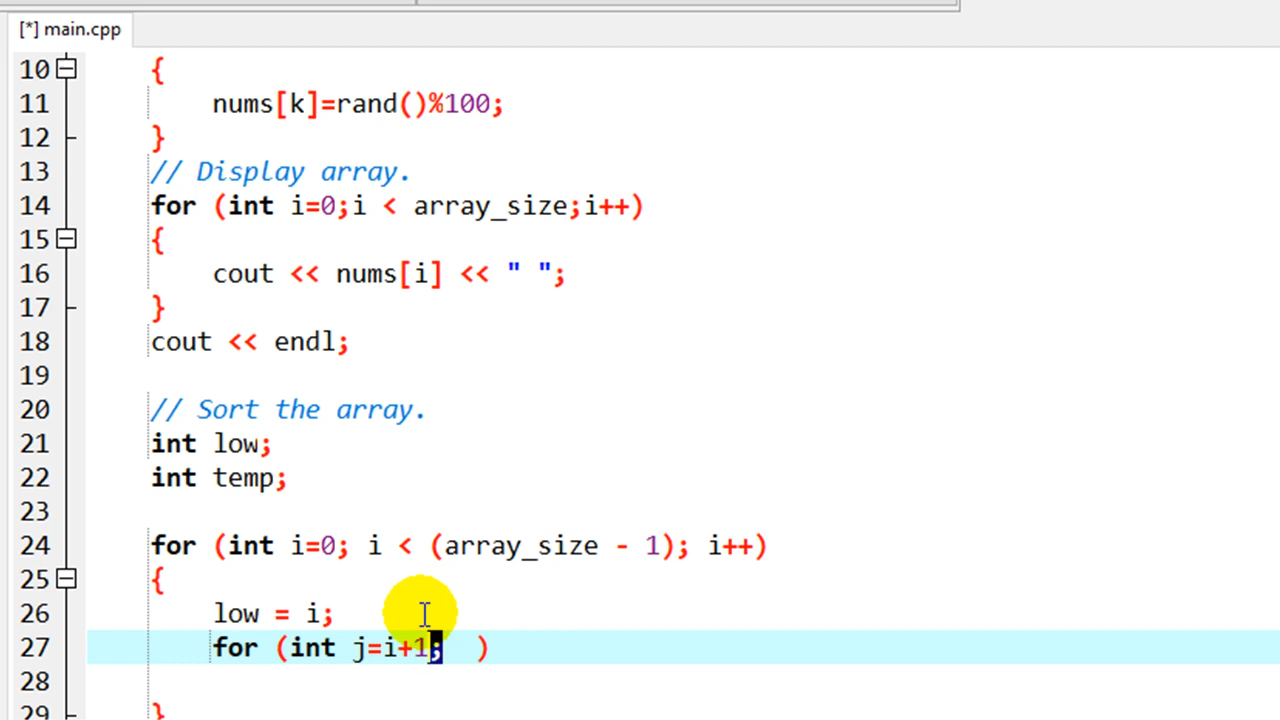 [*] main.cpp
10 {
11 nums[k]=rand()%100;
12 }
13 // Display array.
14 for (int i=0;i < array_size;i++)
15 {
16 cout << nums[i] << " ";
17 }
18 cout << endl;
19
20 // Sort the array.
21 int low;
22 int temp;
23
24 for (int i=0; i < (array_size - 1); i++)
25 {
26 low = i;
27 for (int j=i+1; )
28
29 }